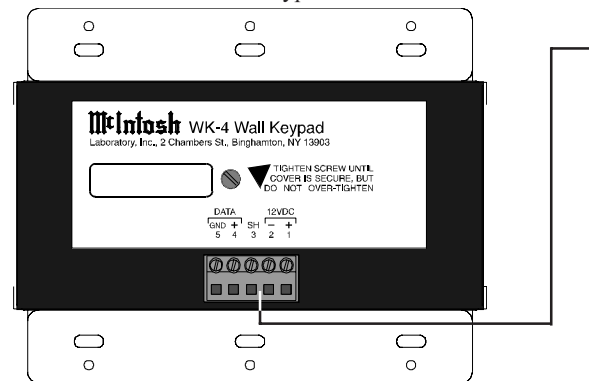 McIntosh WK-4 Wall Keypad
Laboratory, Inc., 2 Chambers St., Binghamton, NY 13903
TIGHTEN SCREW UNTIL
COVER IS SECURE, BUT
DO NOT OVER-TIGHTEN
DATA 12VDC
GND + SH − +
5 4 3 2 1